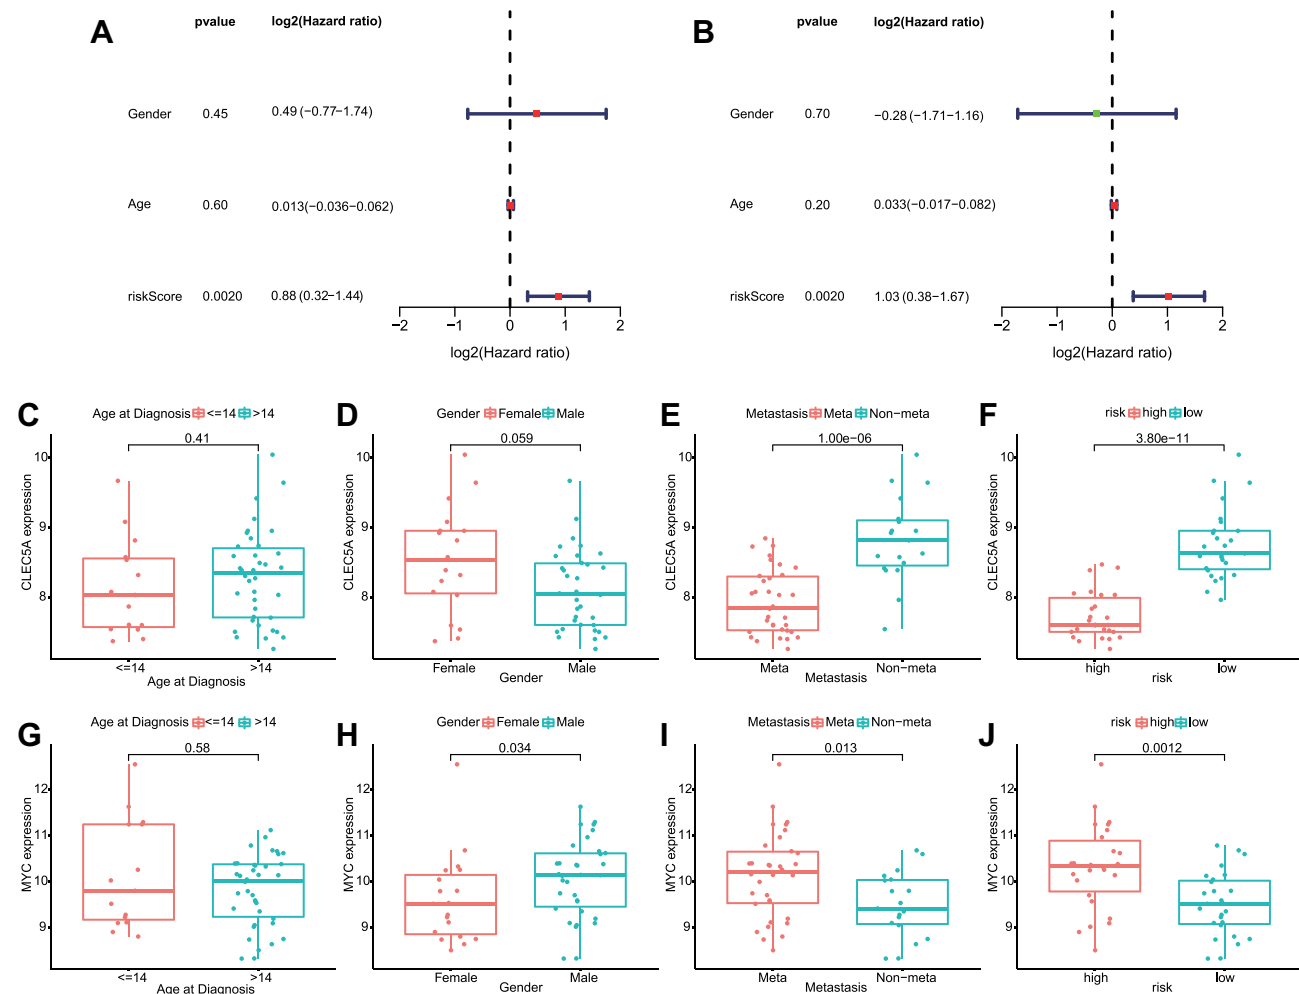 A
pvalue log2(Hazard ratio)
Gender 0.45 0.49 (−0.77−1.74)
Age 0.60 0.013(−0.036−0.062)
riskScore 0.0020 0.88 (0.32−1.44)
−2 −1 0 1 2
log2(Hazard ratio)
B
pvalue log2(Hazard ratio)
Gender 0.70 −0.28 (−1.71−1.16)
Age 0.20 0.033(−0.017−0.082)
riskScore 0.0020 1.03 (0.38−1.67)
−2 −1 0 1 2
log2(Hazard ratio)
C
Age at Diagnosis <=14 >14
0.41
10
9
8
CLEC5A expression
<=14 >14
Age at Diagnosis
D
Gender Female Male
0.059
10
9
8
CLEC5A expression
Female Male
Gender
E
Metastasis Meta Non−meta
1.00e−06
10
9
8
CLEC5A expression
Meta Non−meta
Metastasis
F
risk high low
3.80e−11
10
9
8
CLEC5A expression
high low
risk
G
Age at Diagnosis <=14 >14
0.58
12
11
10
9
MYC expression
<=14 >14
Age at Diagnosis
H
Gender Female Male
0.034
12
11
10
9
MYC expression
Female Male
Gender
I
Metastasis Meta Non−meta
0.013
12
11
10
9
MYC expression
Meta Non−meta
Metastasis
J
risk high low
0.0012
12
11
10
9
MYC expression
high low
risk